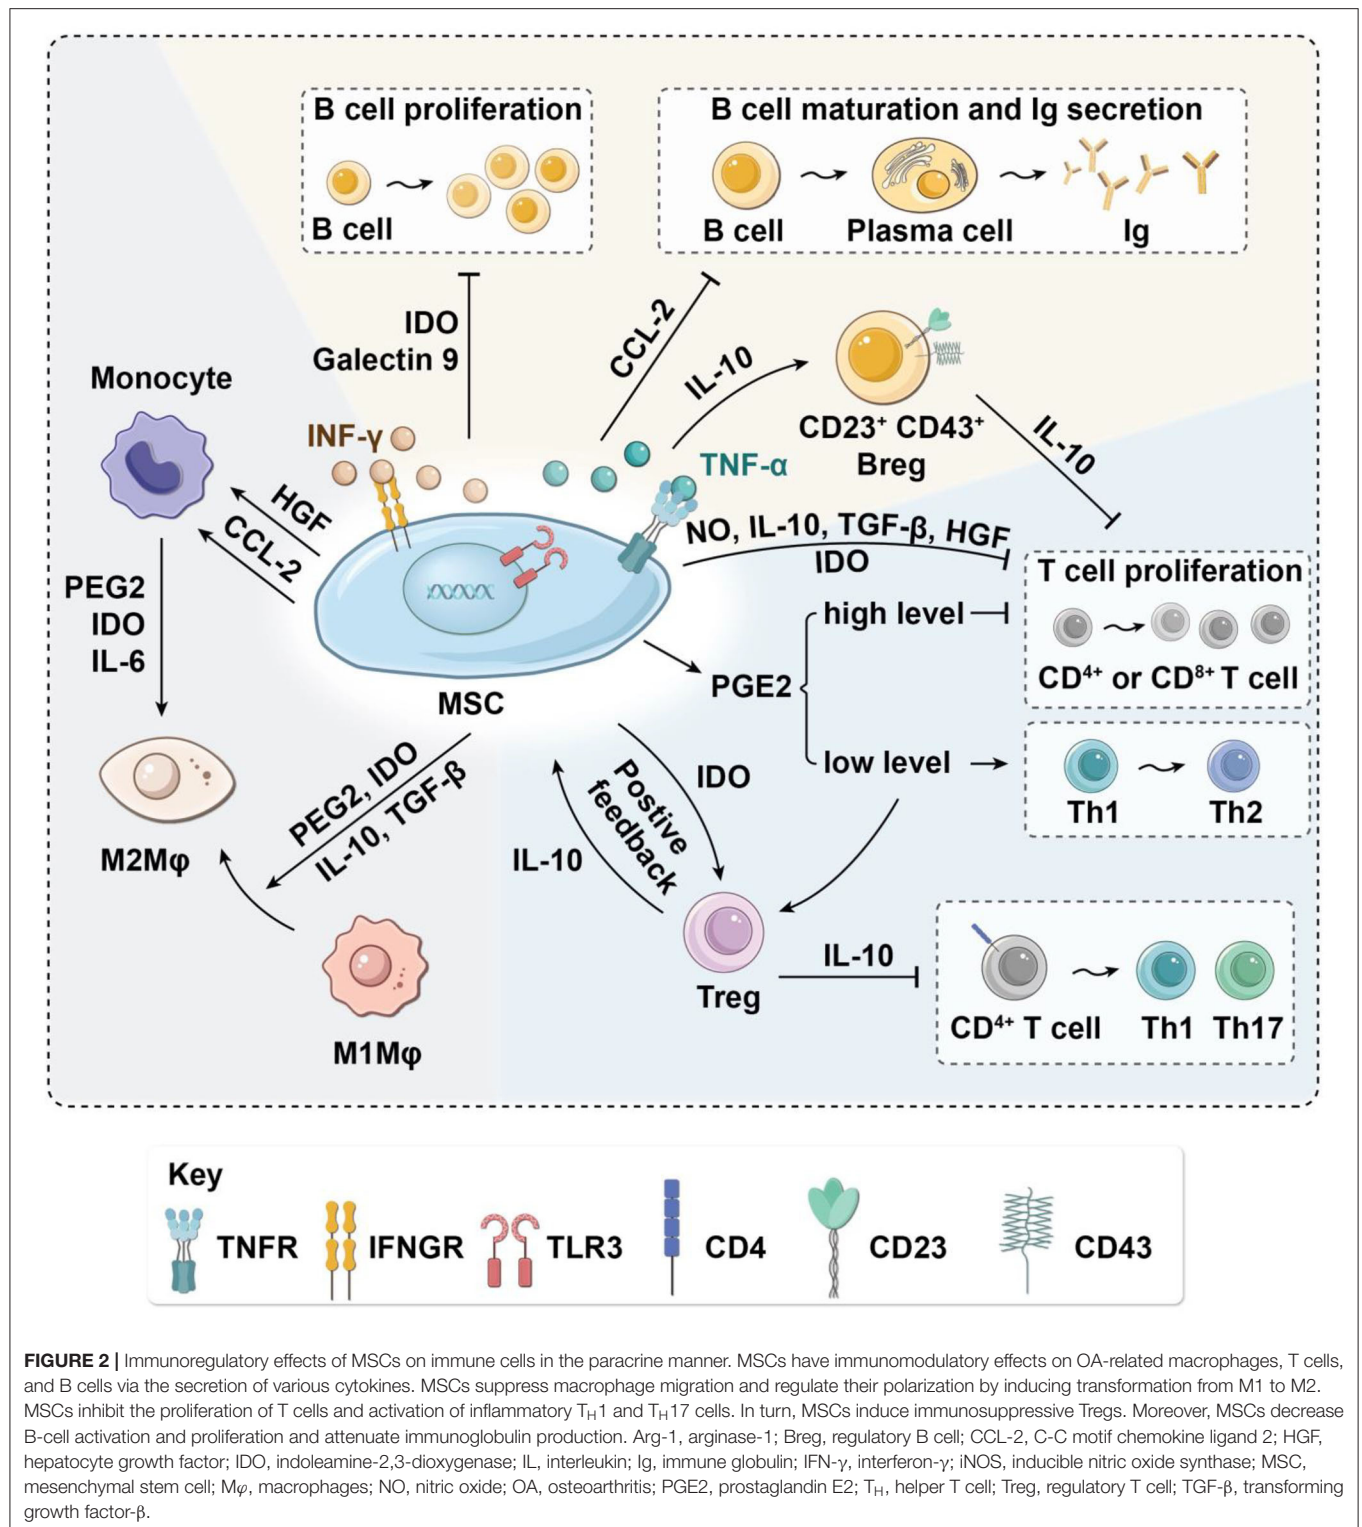 B cell proliferation
B cell
B cell maturation and Ig secretion
B cell
Plasma cell
Ig
IDO
Galectin 9
CCL-2
IL-10
CD23⁺ CD43⁺
Breg
IL-10
Monocyte
INF-γ
TNF-α
HGF
CCL-2
NO, IL-10, TGF-β, HGF
IDO
T cell proliferation
CD⁴⁺ or CD⁸⁺ T cell
PEG2
IDO
IL-6
MSC
PGE2
high level
low level
Th1
Th2
M2Mφ
PEG2, IDO
IL-10, TGF-β
M1Mφ
IL-10
Postive
feedback
IDO
Treg
IL-10
CD⁴⁺ T cell
Th1
Th17
Key
TNFR
IFNGR
TLR3
CD4
CD23
CD43
FIGURE 2 | Immunoregulatory effects of MSCs on immune cells in the paracrine manner. MSCs have immunomodulatory effects on OA-related macrophages, T cells,
and B cells via the secretion of various cytokines. MSCs suppress macrophage migration and regulate their polarization by inducing transformation from M1 to M2.
MSCs inhibit the proliferation of T cells and activation of inflammatory T_H1 and T_H17 cells. In turn, MSCs induce immunosuppressive Tregs. Moreover, MSCs decrease
B-cell activation and proliferation and attenuate immunoglobulin production. Arg-1, arginase-1; Breg, regulatory B cell; CCL-2, C-C motif chemokine ligand 2; HGF,
hepatocyte growth factor; IDO, indoleamine-2,3-dioxygenase; IL, interleukin; Ig, immune globulin; IFN-γ, interferon-γ; iNOS, inducible nitric oxide synthase; MSC,
mesenchymal stem cell; Mφ, macrophages; NO, nitric oxide; OA, osteoarthritis; PGE2, prostaglandin E2; T_H, helper T cell; Treg, regulatory T cell; TGF-β, transforming
growth factor-β.